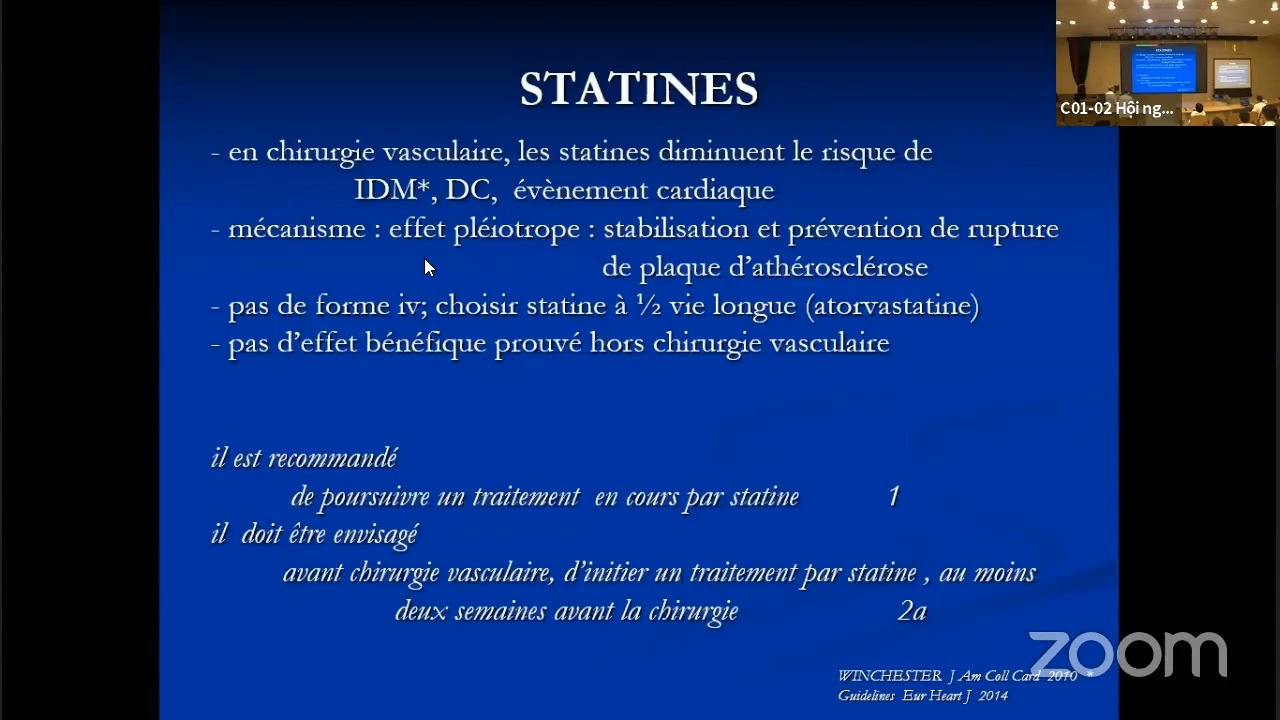 STATINES
C01-02 Hội ng...
- en chirurgie vasculaire, les statines diminuent le risque de
IDM*, DC, évènement cardiaque
- mécanisme : effet pléiotrope : stabilisation et prévention de rupture
de plaque d'athérosclérose
- pas de forme iv; choisir statine à ½ vie longue (atorvastatine)
- pas d'effet bénéfique prouvé hors chirurgie vasculaire
il est recommandé
de poursuivre un traitement en cours par statine 1
il doit être envisagé
avant chirurgie vasculaire, d'initier un traitement par statine , au moins
deux semaines avant la chirurgie 2a
zoom
WINCHESTER J Am Coll Card 2010 *
Guidelines Eur Heart J 2014